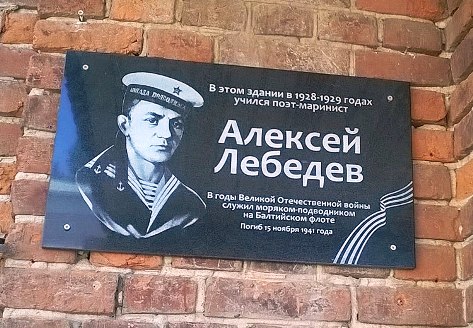 В этом здании в 1928-1929 годах
учился поэт-маринист
Алексей
Лебедев
В годы Великой Отечественной войны
служил моряком-подводником
на Балтийском флоте
Погиб 15 ноября 1941 года